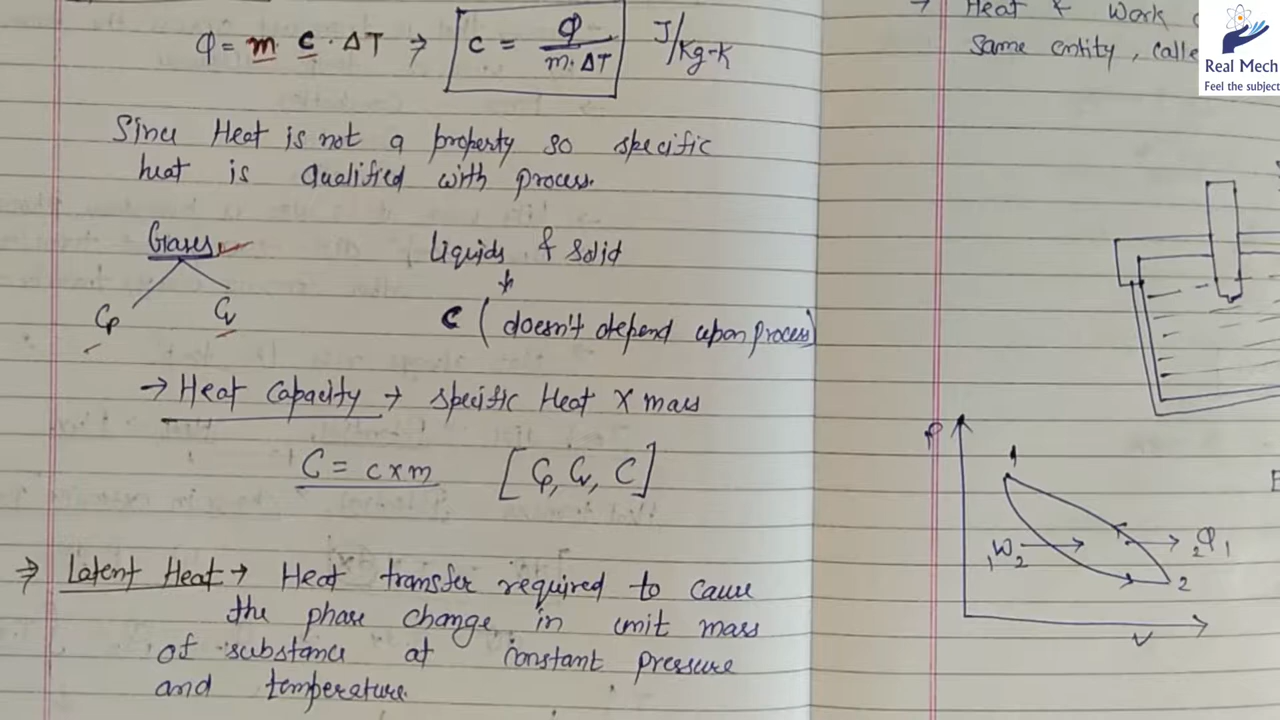 Q = m c · ΔT → c = Q / m·ΔT J/Kg-K
Since Heat is not a property so specific
heat is qualified with process.
Gases
Cp Cv
Liquids & Solid
C (doesn't depend upon process)
→ Heat Capacity → specific Heat × mass
C = c×m [Cp, Cv, C]
⇒ Latent Heat → Heat transfer required to cause
the phase change in unit mass
of substance at constant pressure
and temperature.
→ Heat & Work
same entity, calle
Real Mech
Feel the subject
P
1
1W2
2Q1
2
V